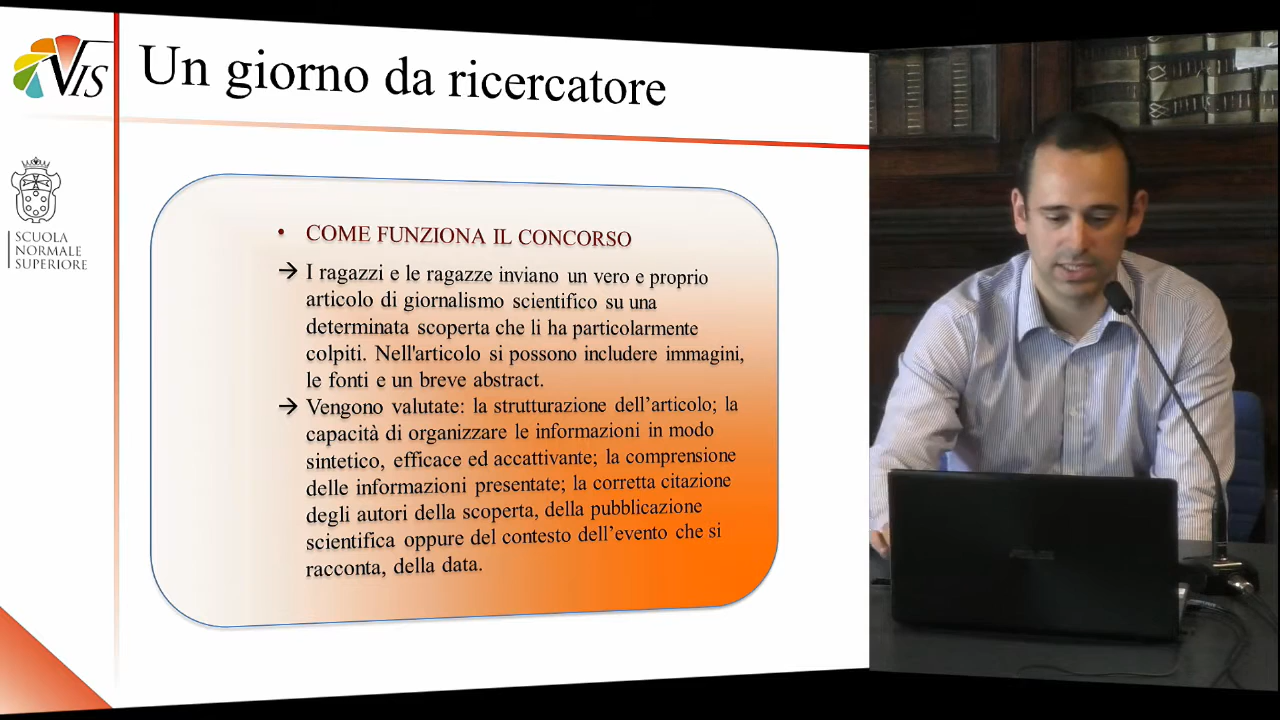 VIS
Un giorno da ricercatore
SCUOLA
NORMALE
SUPERIORE
• COME FUNZIONA IL CONCORSO
→ I ragazzi e le ragazze inviano un vero e proprio
articolo di giornalismo scientifico su una
determinata scoperta che li ha particolarmente
colpiti. Nell'articolo si possono includere immagini,
le fonti e un breve abstract.
→ Vengono valutate: la strutturazione dell’articolo; la
capacità di organizzare le informazioni in modo
sintetico, efficace ed accattivante; la comprensione
delle informazioni presentate; la corretta citazione
degli autori della scoperta, della pubblicazione
scientifica oppure del contesto dell’evento che si
racconta, della data.